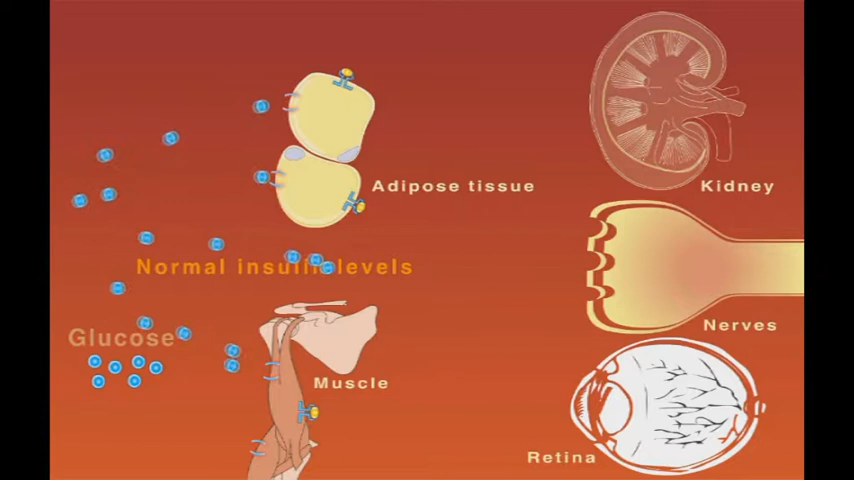 Adipose tissue
Kidney
Normal insulin levels
Nerves
Glucose
Muscle
Retina